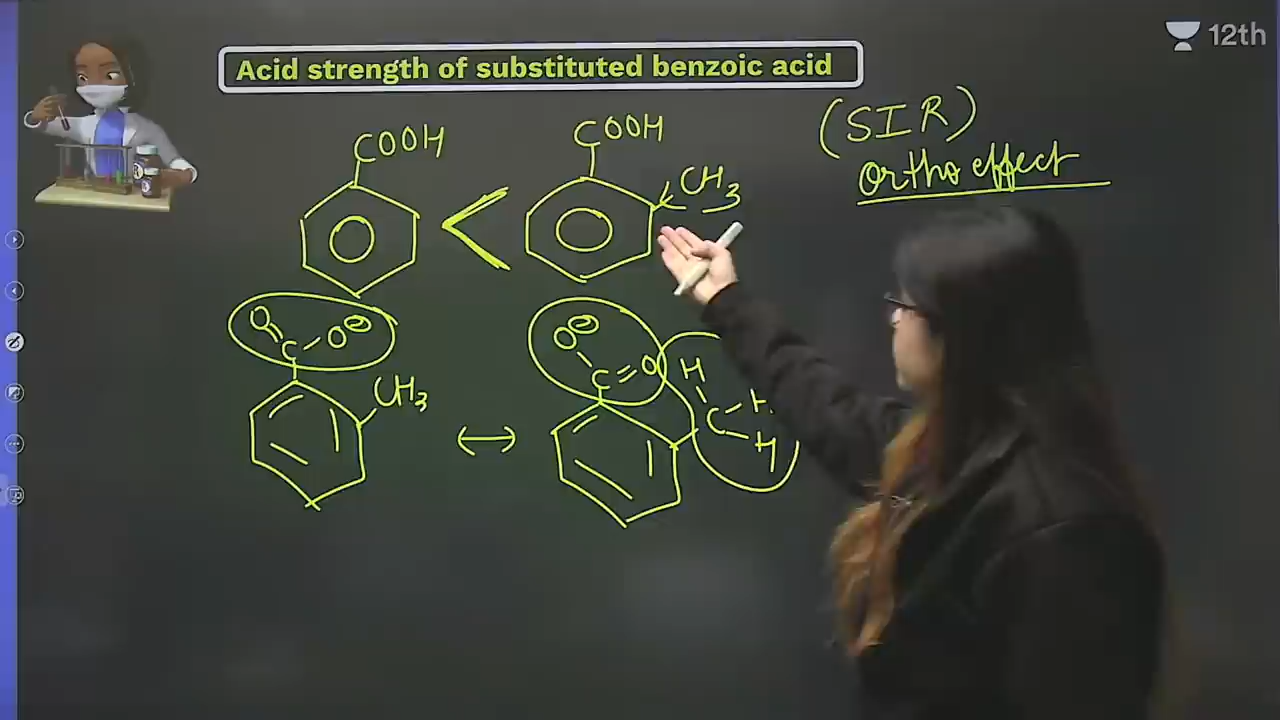 12th
Acid strength of substituted benzoic acid
(SIR)
Ortho effect
COOH
COOH
<
CH3
O
C
O⊖
CH3
↔
O⊖
C=O
H
C
H
H